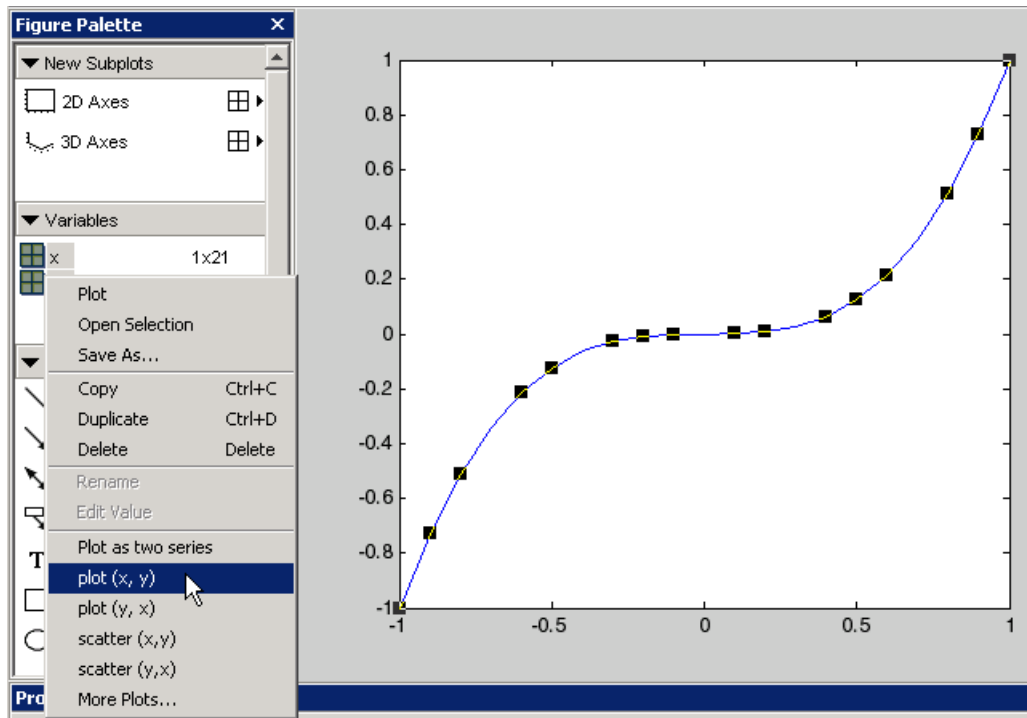 Figure Palette
New Subplots
2D Axes
3D Axes
Variables
x 1x21
Plot
Open Selection
Save As...
Copy Ctrl+C
Duplicate Ctrl+D
Delete Delete
Rename
Edit Value
Plot as two series
plot (x, y)
plot (y, x)
scatter (x,y)
scatter (y,x)
More Plots...
T
Pro
1
0.8
0.6
0.4
0.2
0
-0.2
-0.4
-0.6
-0.8
-1
-1 -0.5 0 0.5 1